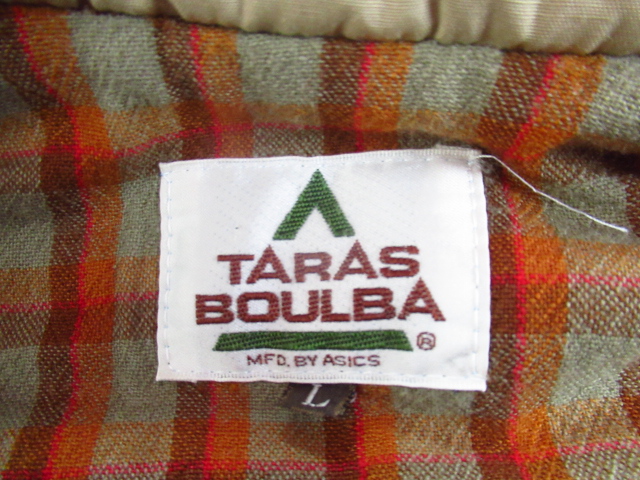 TARAS
BOULBA
®
MFD. BY ASICS
L